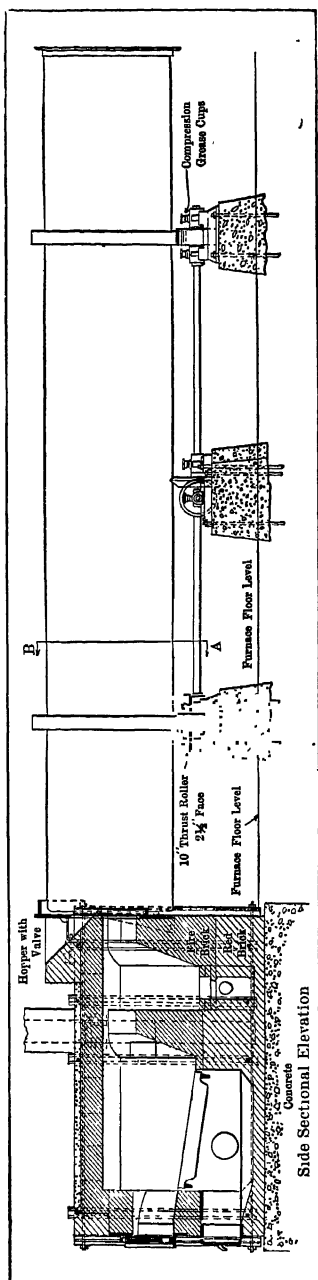 Hopper with
Valve
Fire
Brick
Red
Brick
Concrete
Side Sectional Elevation
Furnace Floor Level
10" Thrust Roller
2½" Face
B
A
Furnace Floor Level
Compression
Grease Cups